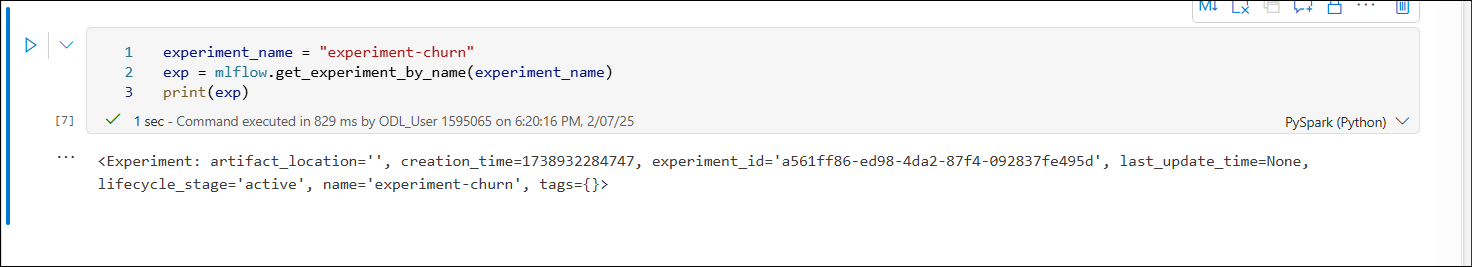 M↓
1 experiment_name = "experiment-churn"
2 exp = mlflow.get_experiment_by_name(experiment_name)
3 print(exp)
[7] 1 sec - Command executed in 829 ms by ODL_User 1595065 on 6:20:16 PM, 2/07/25 PySpark (Python)
<Experiment: artifact_location='', creation_time=1738932284747, experiment_id='a561ff86-ed98-4da2-87f4-092837fe495d', last_update_time=None,
lifecycle_stage='active', name='experiment-churn', tags={}>